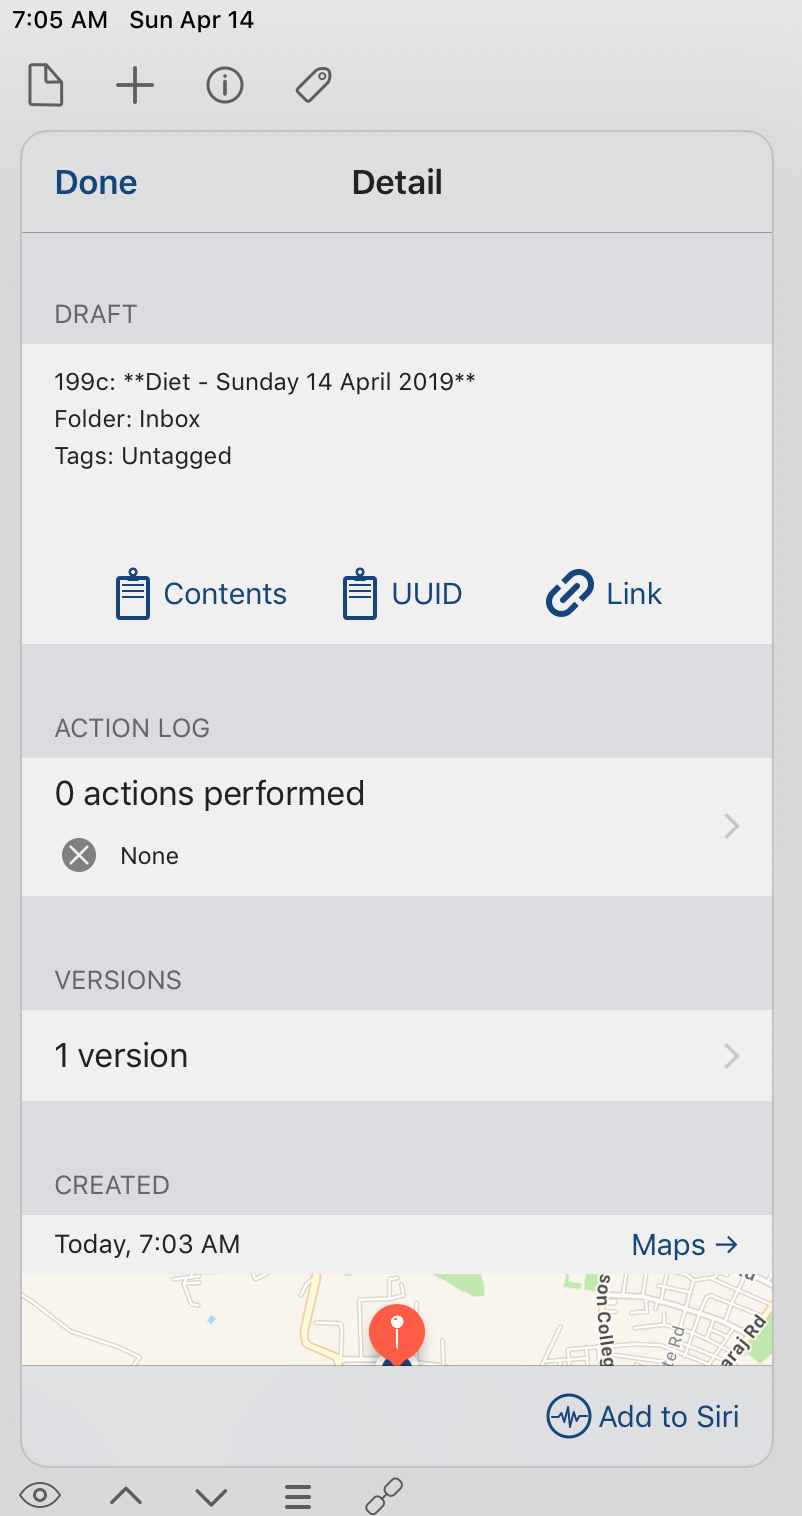 7:05 AM Sun Apr 14
Done Detail
DRAFT
199c: **Diet - Sunday 14 April 2019**
Folder: Inbox
Tags: Untagged
Contents UUID Link
ACTION LOG
0 actions performed
None
VERSIONS
1 version
CREATED
Today, 7:03 AM Maps →
son Colleg
te Rd
araj Rd
Add to Siri